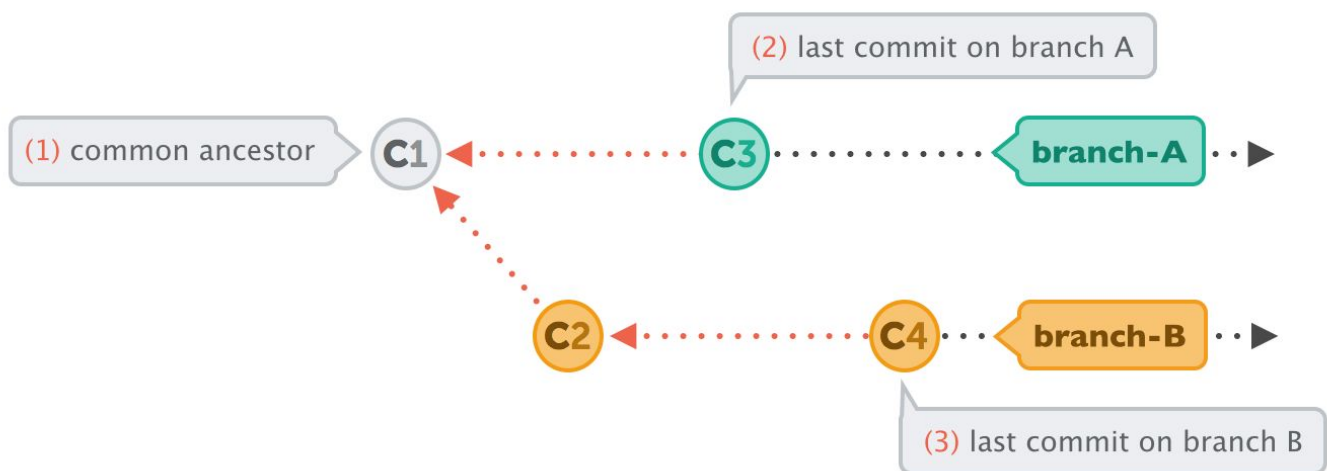 (2) last commit on branch A
(1) common ancestor
C1
C3
branch-A
C2
C4
branch-B
(3) last commit on branch B